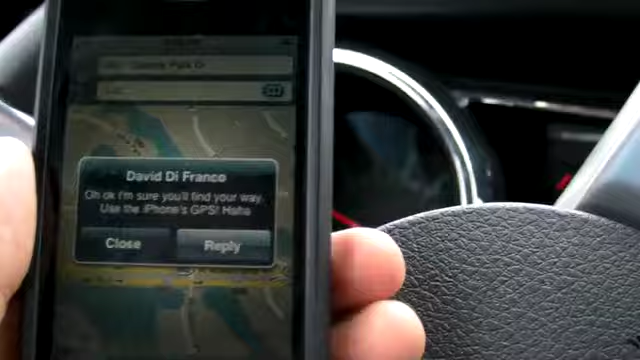 David Di Franco
Oh ok I'm sure you'll find your way.
Use the iPhone's GPS! Haha
Close
Reply